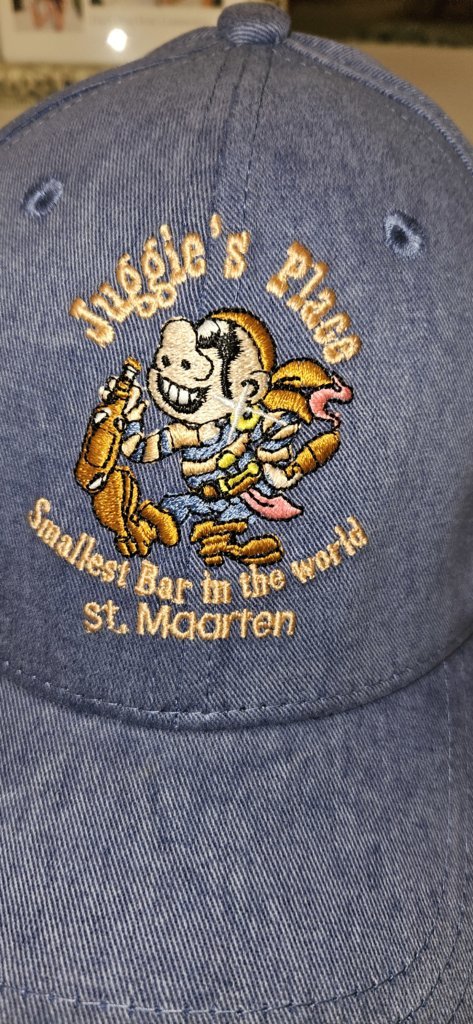 Juggie's Place
Smallest Bar in the world
St. Maarten